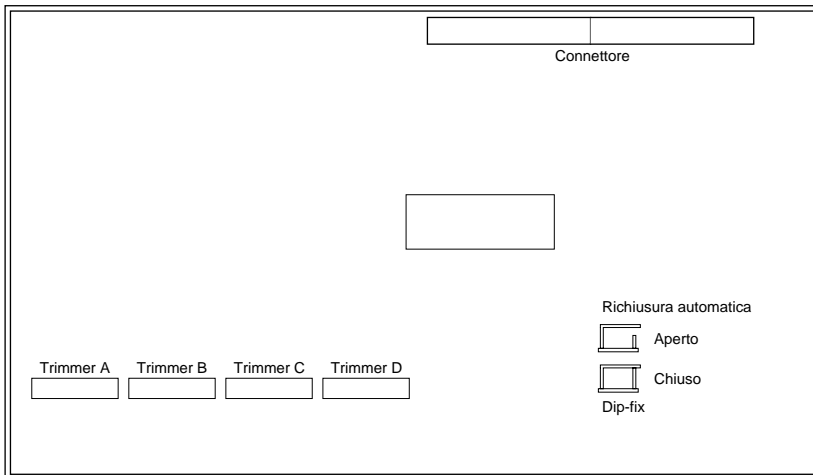 Connettore
Richiusura automatica
Aperto
Trimmer A
Trimmer B
Trimmer C
Trimmer D
Chiuso
Dip-fix